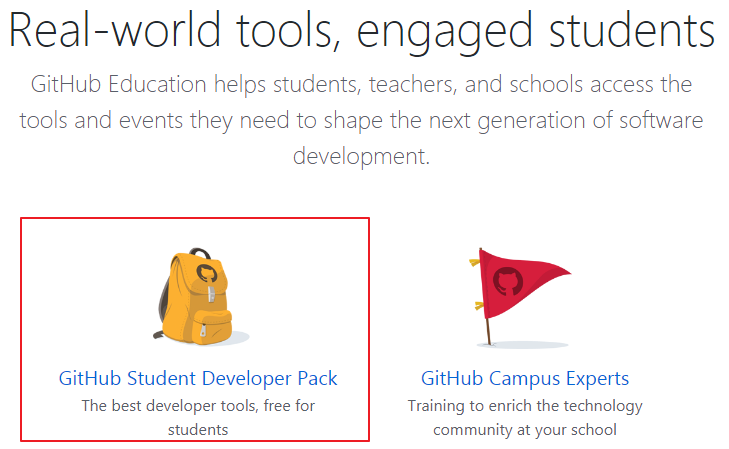 Real-world tools, engaged students
GitHub Education helps students, teachers, and schools access the
tools and events they need to shape the next generation of software
development.
GitHub Student Developer Pack
The best developer tools, free for
students
GitHub Campus Experts
Training to enrich the technology
community at your school